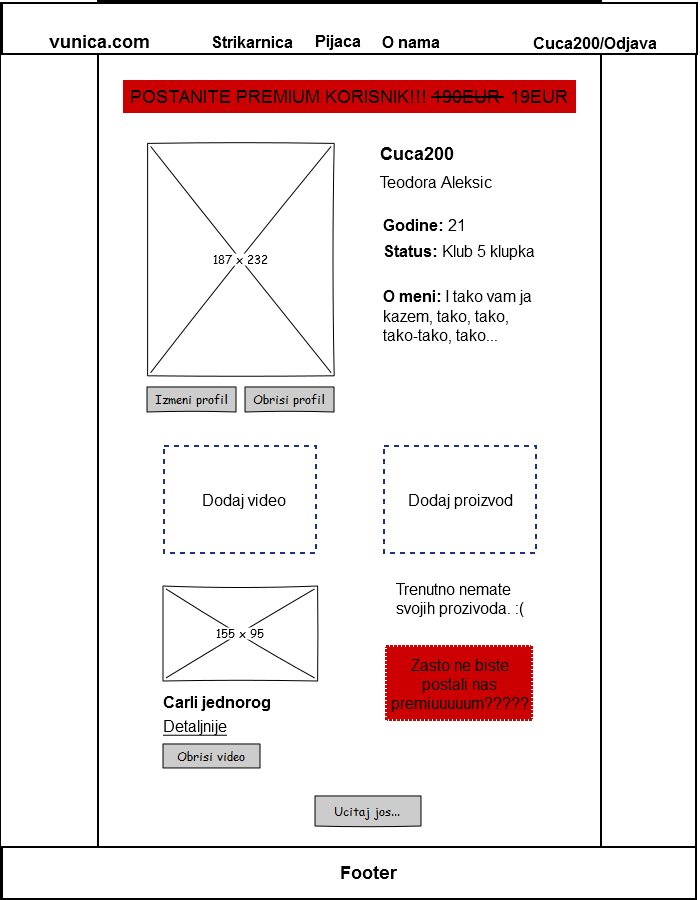 vunica.com Strikarnica Pijaca O nama Cuca200/Odjava
POSTANITE PREMIUM KORISNIK!!! 190EUR 19EUR
187 x 232
Cuca200
Teodora Aleksic
Godine: 21
Status: Klub 5 klupka
O meni: I tako vam ja
kazem, tako, tako,
tako-tako, tako...
Izmeni profil Obrisi profil
Dodaj video
Dodaj proizvod
155 x 95
Carli jednorog
Detaljnije
Obrisi video
Trenutno nemate
svojih prozivoda. :(
Zasto ne biste
postali nas
premiuuuuum?????
Ucitaj jos...
Footer